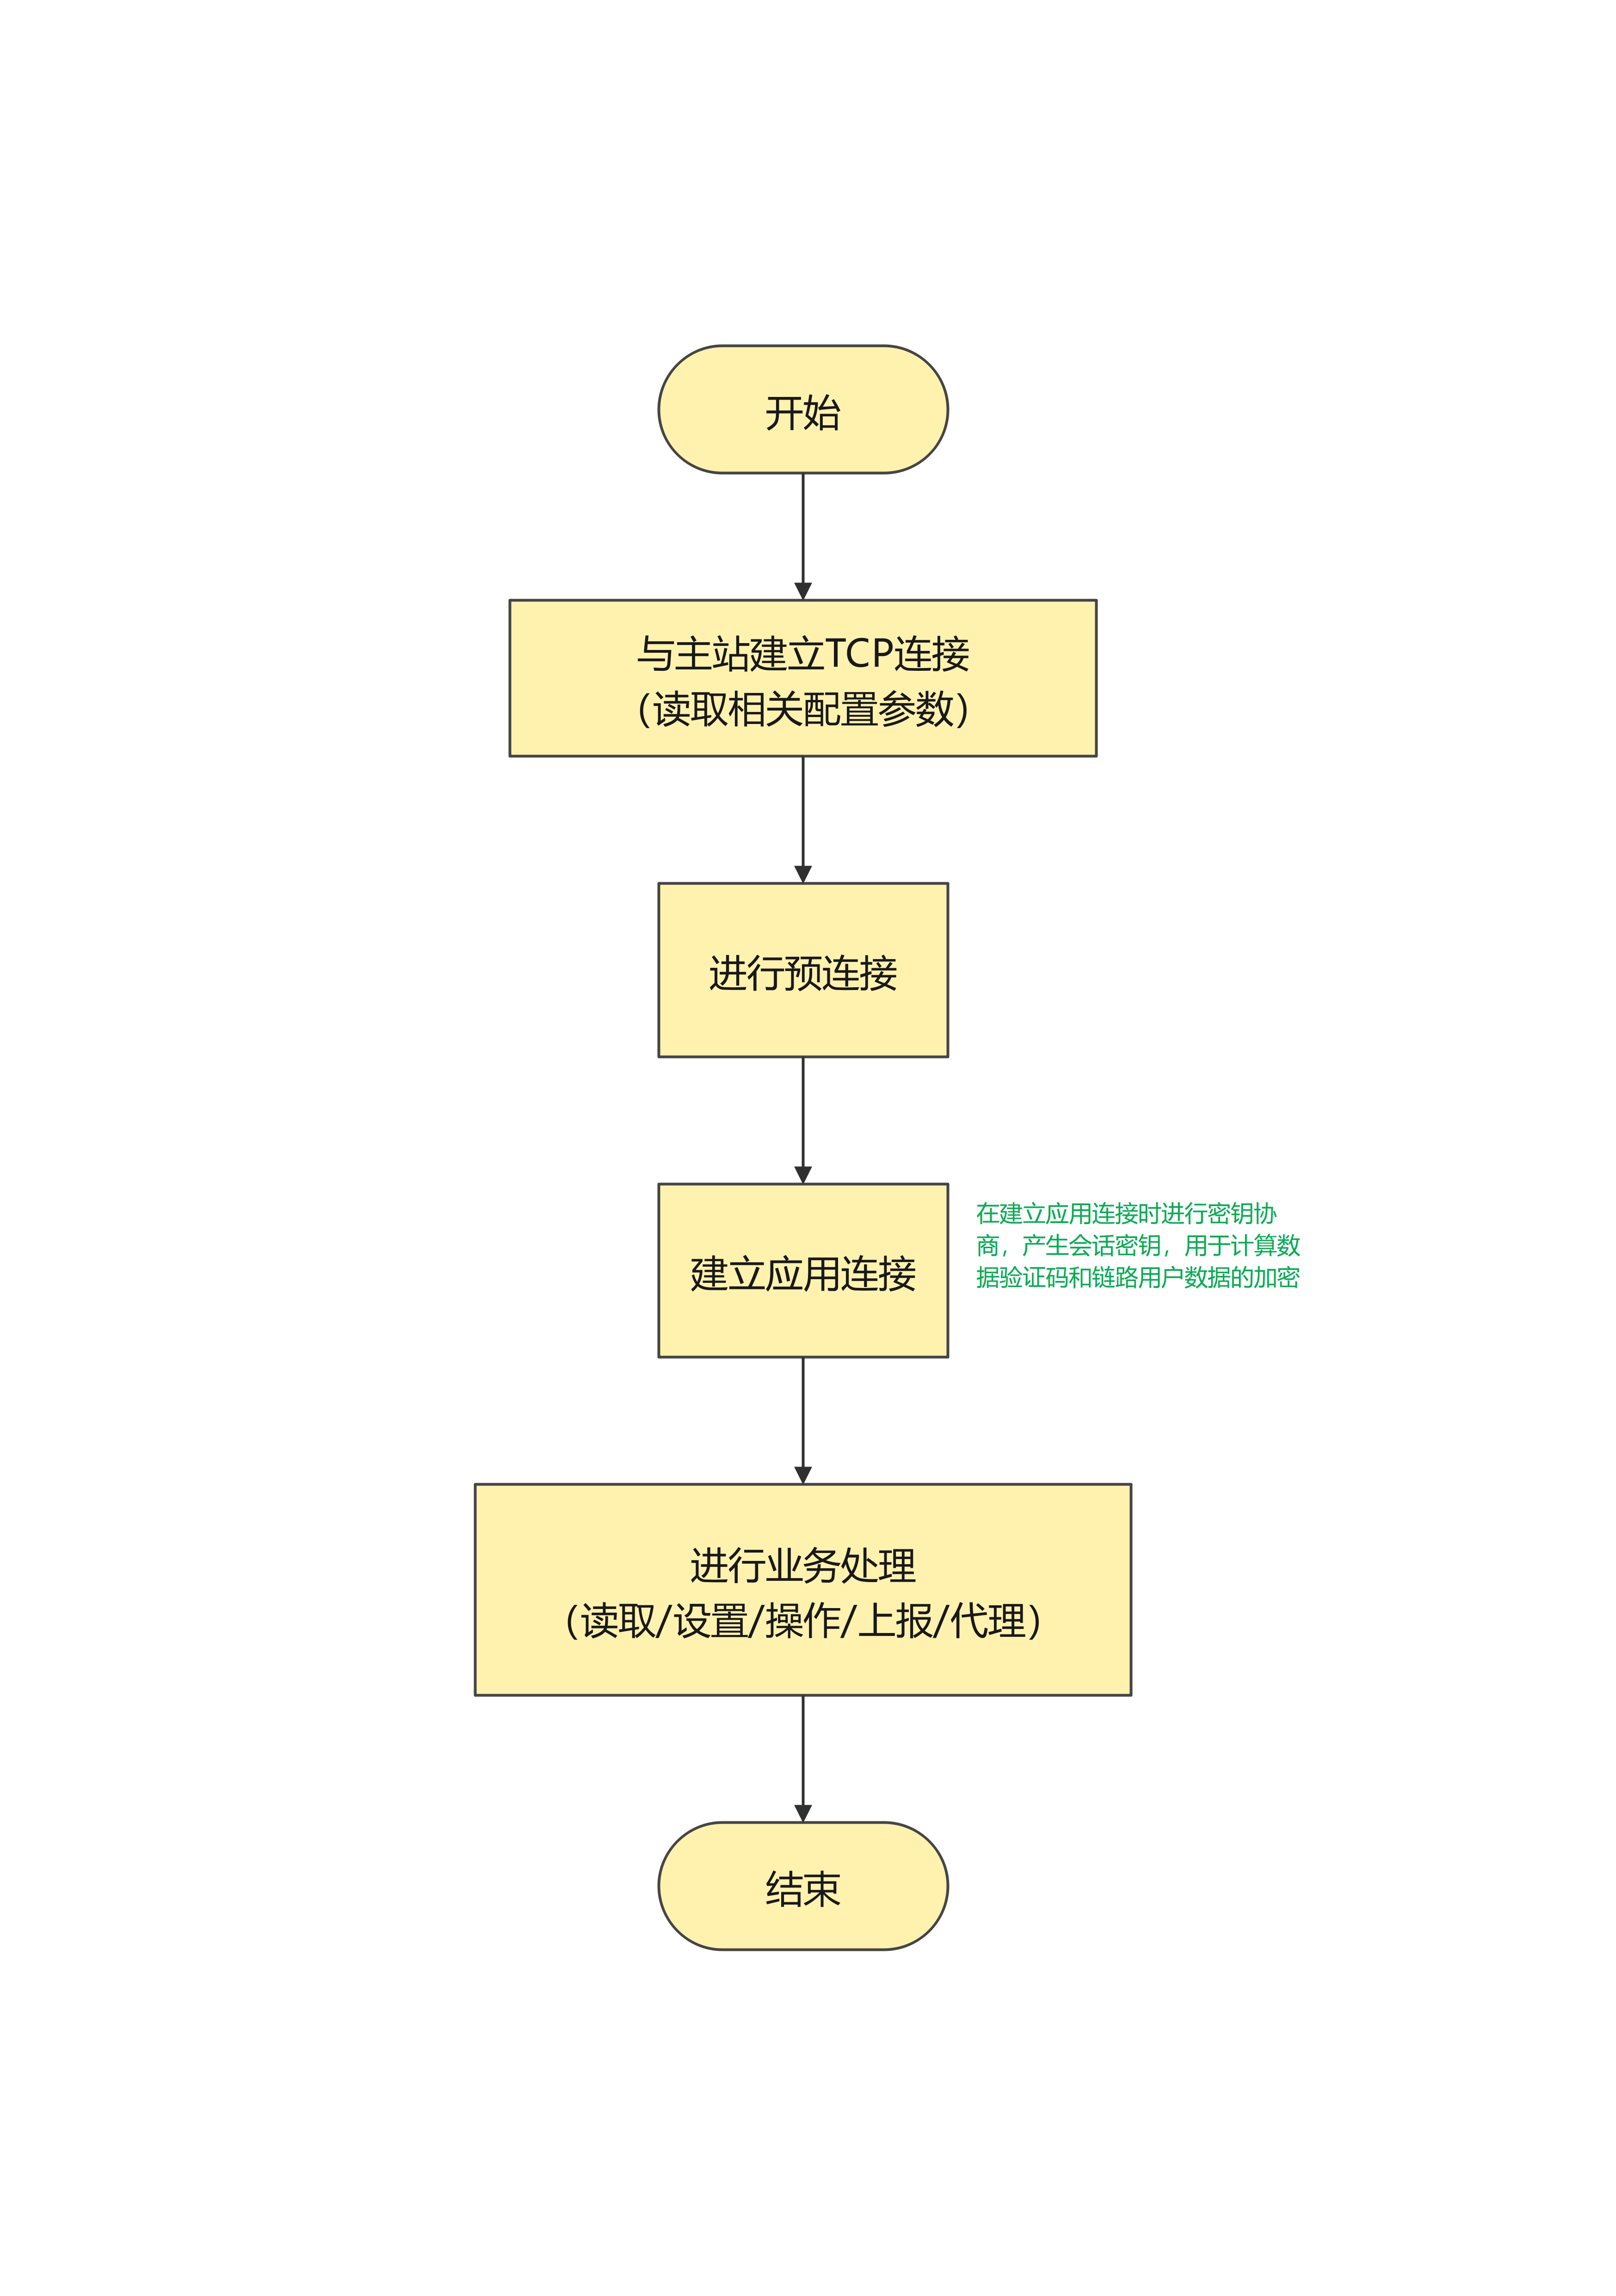 开始
与主站建立TCP连接
（读取相关配置参数）
进行预连接
建立应用连接
在建立应用连接时进行密钥协
商，产生会话密钥，用于计算数
据验证码和链路用户数据的加密
进行业务处理
（读取/设置/操作/上报/代理）
结束